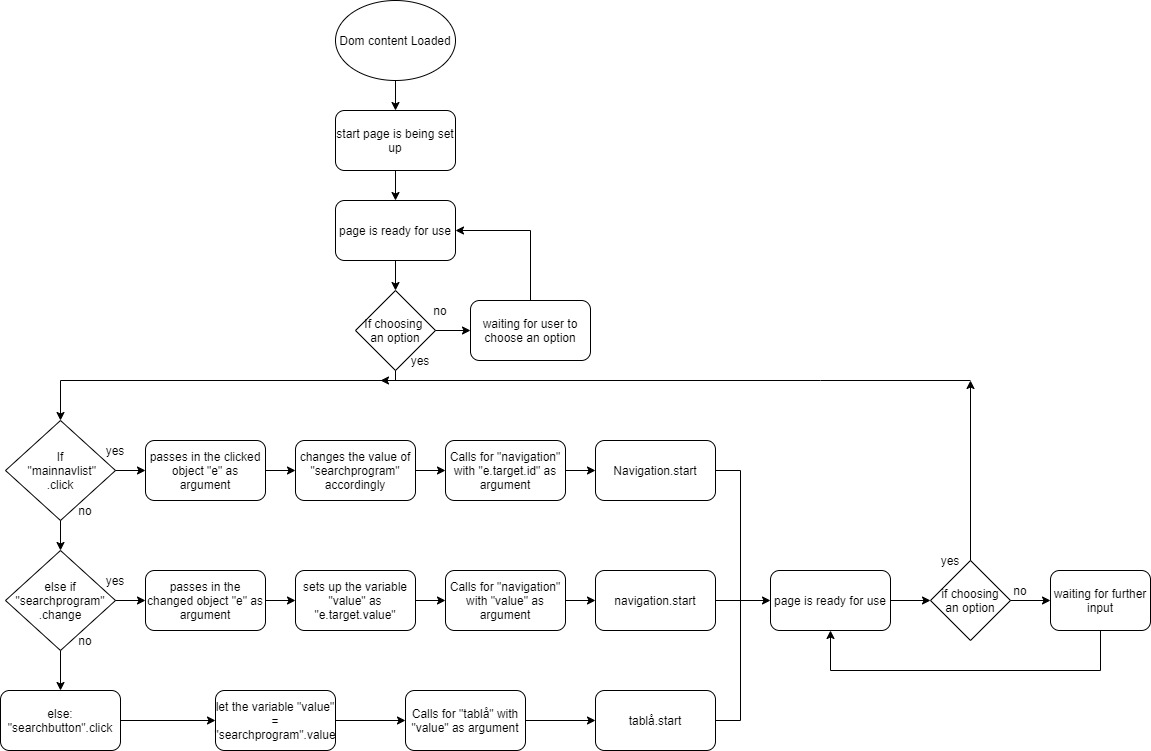 Dom content Loaded
start page is being set
up
page is ready for use
If choosing
an option
no
waiting for user to
choose an option
yes
If
"mainnavlist"
.click
yes
passes in the clicked
object "e" as
argument
changes the value of
"searchprogram"
accordingly
Calls for "navigation"
with "e.target.id" as
argument
Navigation.start
no
else if
"searchprogram"
.change
yes
passes in the
changed object "e" as
argument
sets up the variable
"value" as
"e.target.value"
Calls for "navigation"
with "value" as
argument
navigation.start
page is ready for use
yes
if choosing
an option
no
waiting for further
input
no
else:
"searchbutton".click
let the variable "value"
=
"searchprogram".value
Calls for "tablå" with
"value" as argument
tablå.start